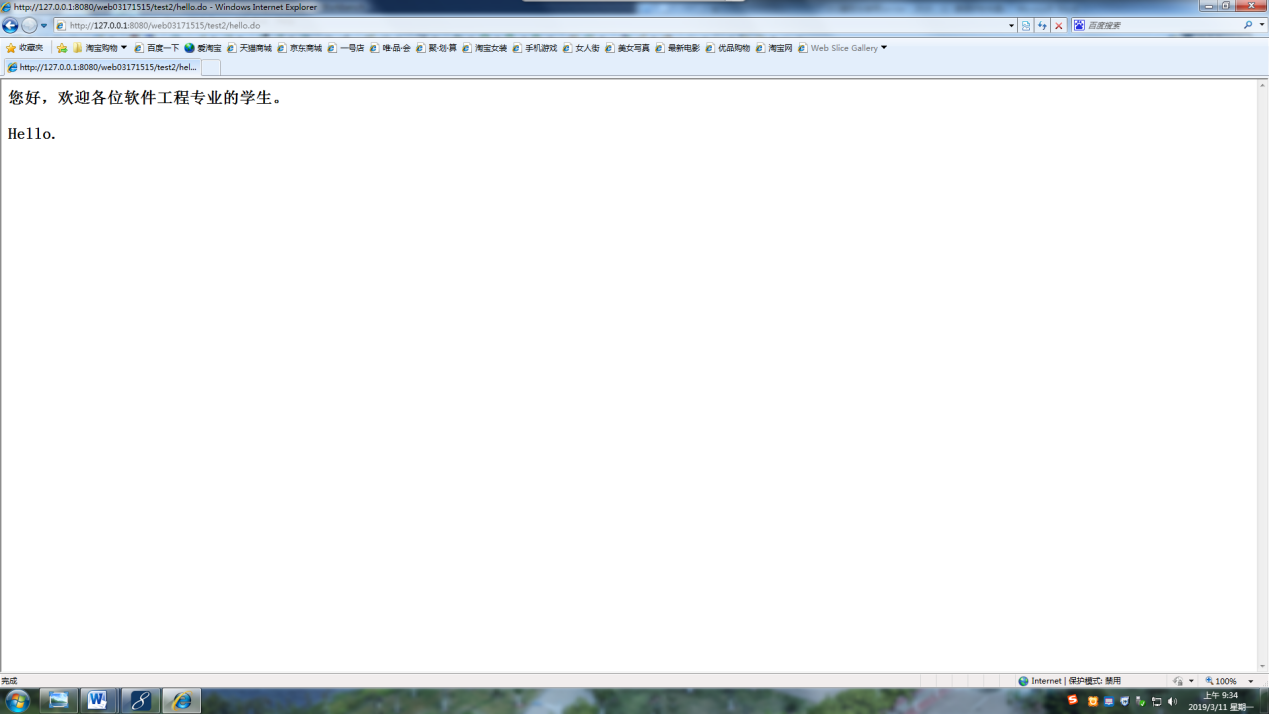 http://127.0.0.1:8080/web03171515/test2/hello.do - Windows Internet Explorer
http://127.0.0.1:8080/web03171515/test2/hello.do 百度搜索
收藏夹 淘宝购物 百度一下 爱淘宝 天猫商城 京东商城 一号店 唯·品·会 聚·划·算 淘宝女装 手机游戏 女人街 美女写真 最新电影 优品购物 淘宝网 Web Slice Gallery
http://127.0.0.1:8080/web03171515/test2/hel...
您好，欢迎各位软件工程专业的学生。
Hello.
完成 Internet | 保护模式: 禁用 100%
上午 9:34
2019/3/11 星期一